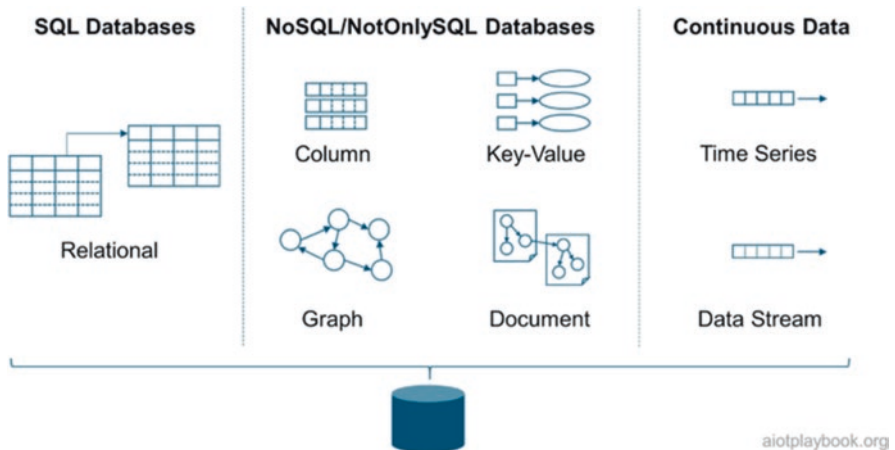 SQL Databases
NoSQL/NotOnlySQL Databases
Continuous Data
Column
Key-Value
Time Series
Relational
Graph
Document
Data Stream
aiotplaybook.org